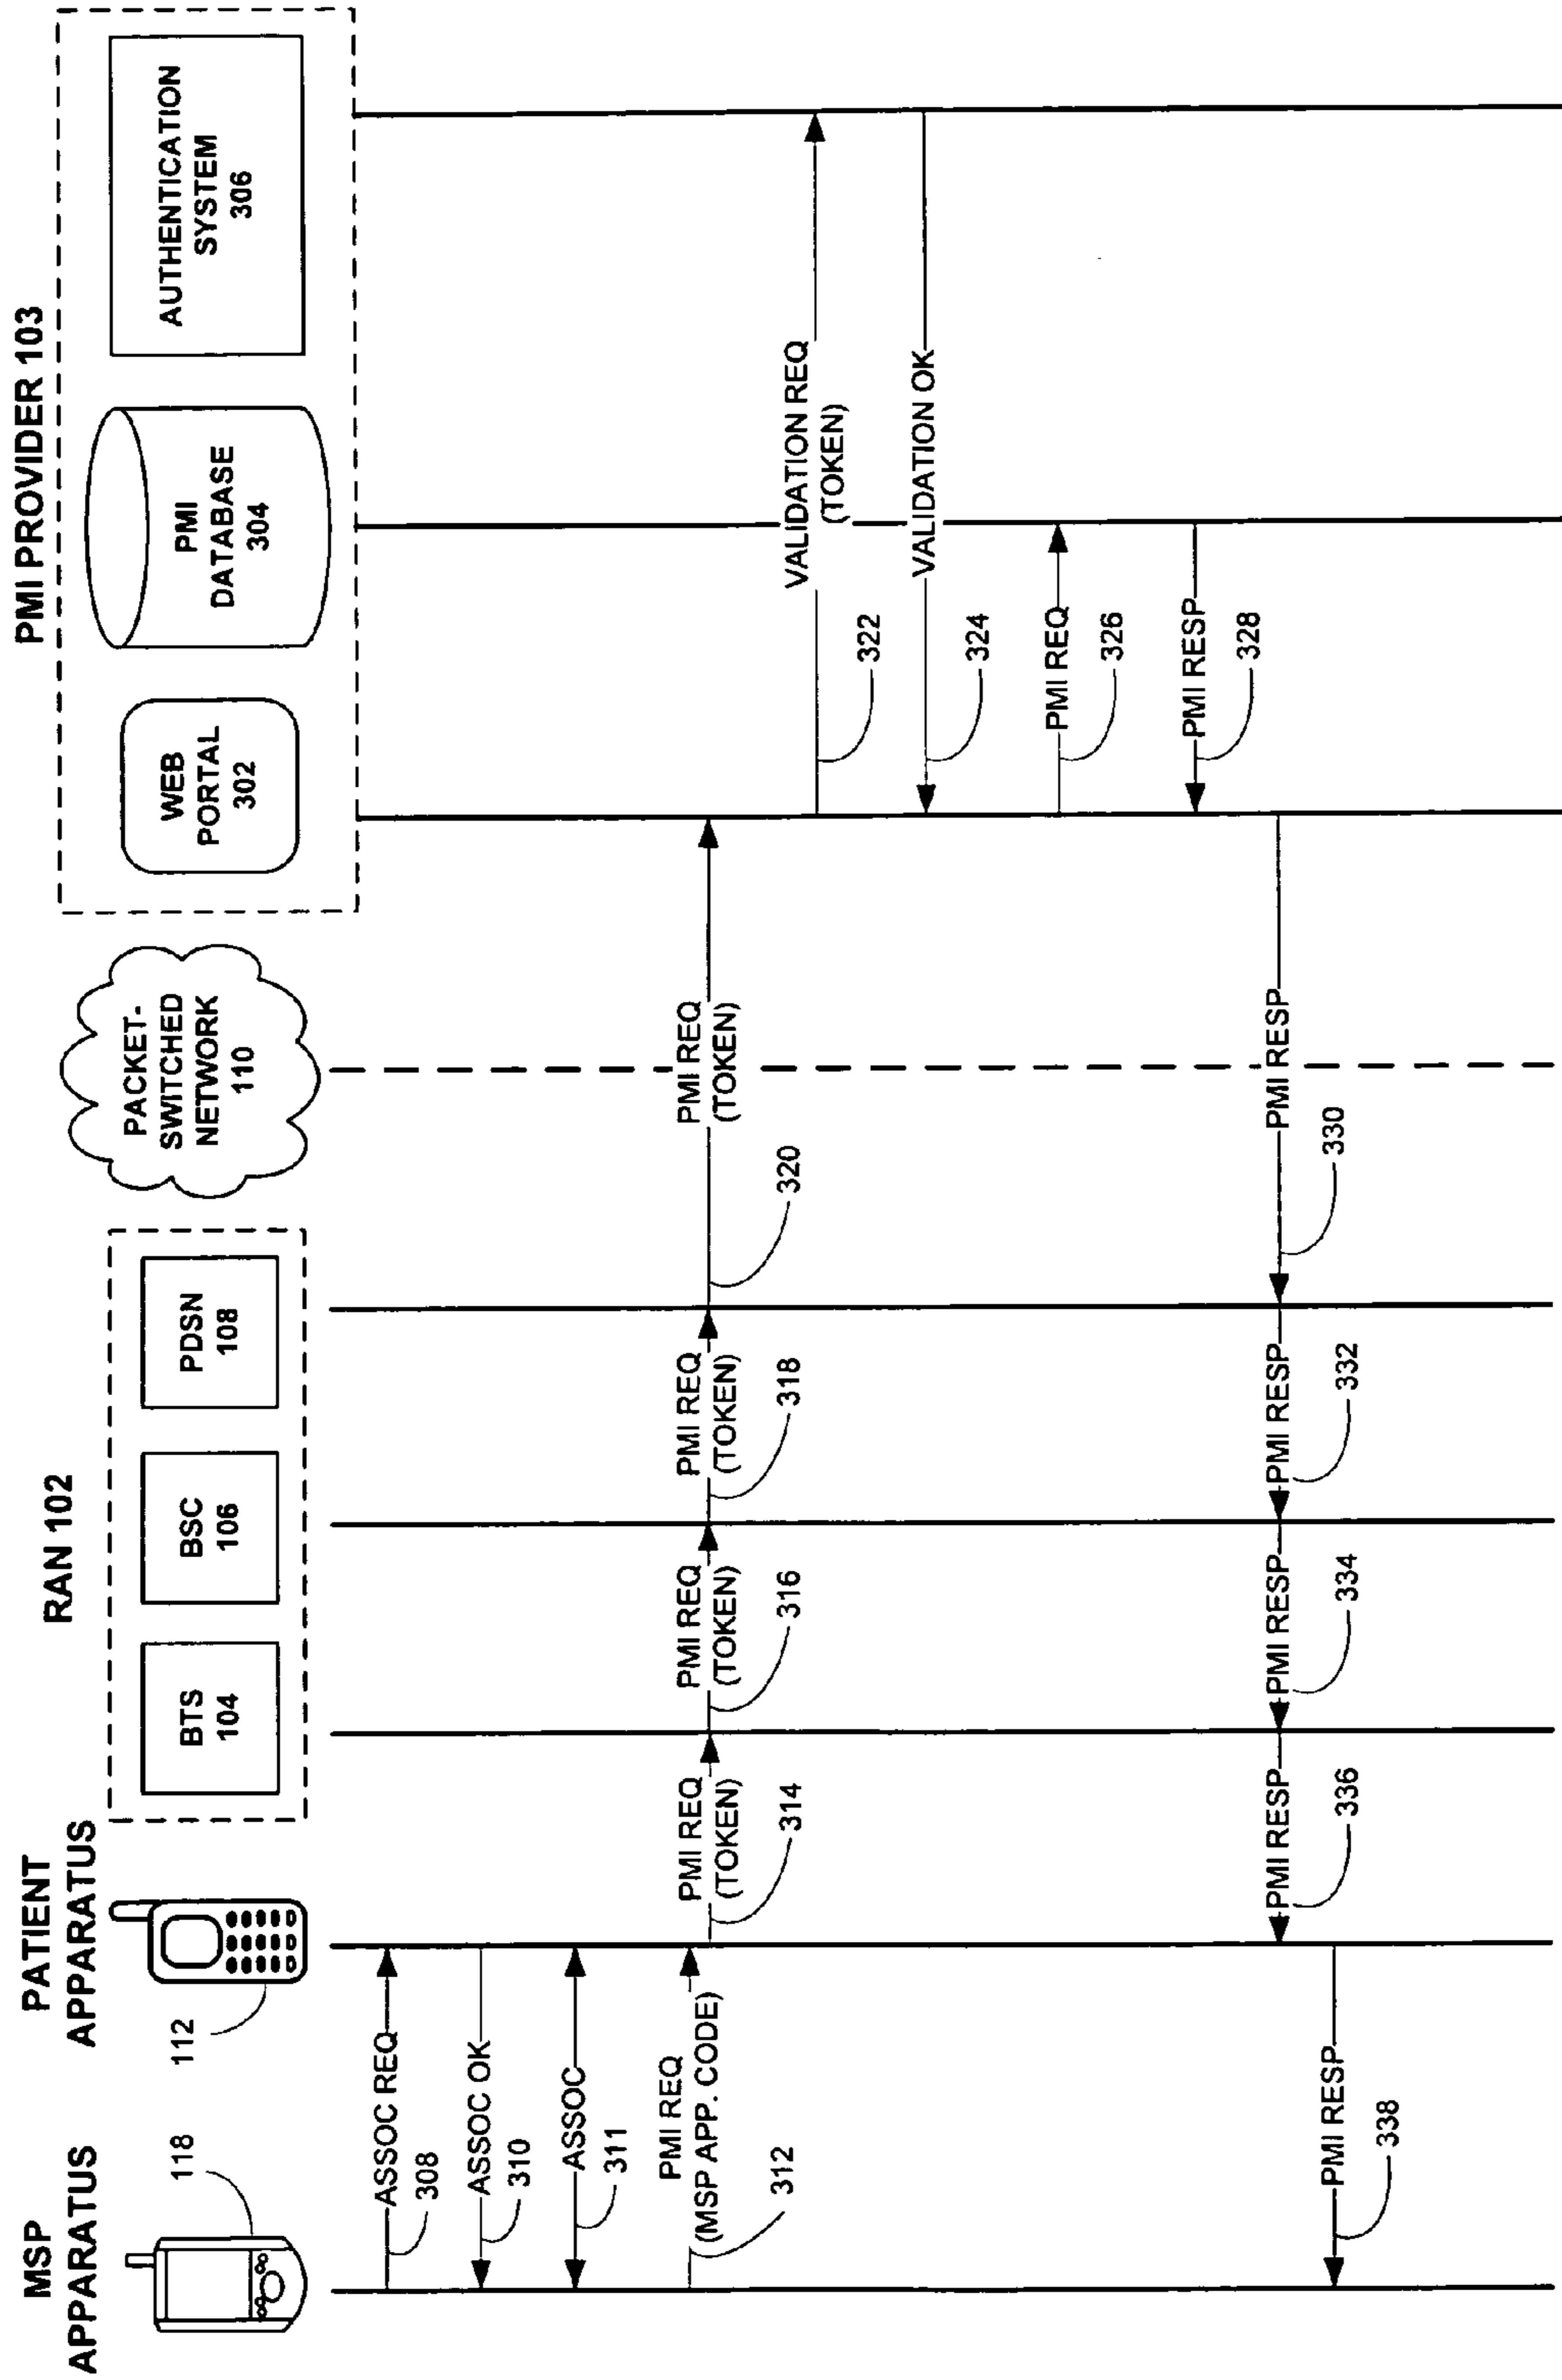 MSP
APPARATUS
118
PATIENT
APPARATUS
112
RAN 102
BTS
104
BSC
106
PDSN
108
PACKET-
SWITCHED
NETWORK
110
PMI PROVIDER 103
WEB
PORTAL
302
PMI
DATABASE
304
AUTHENTICATION
SYSTEM
306
ASSOC REQ
308
ASSOC OK
310
ASSOC
311
PMI REQ
(MSP APP. CODE)
312
PMI REQ
(TOKEN)
314
PMI REQ
(TOKEN)
316
PMI REQ
(TOKEN)
318
PMI REQ
(TOKEN)
320
VALIDATION REQ
(TOKEN)
322
VALIDATION OK
324
PMI REQ
326
PMI RESP
328
PMI RESP
330
PMI RESP
332
PMI RESP
334
PMI RESP
336
PMI RESP
338